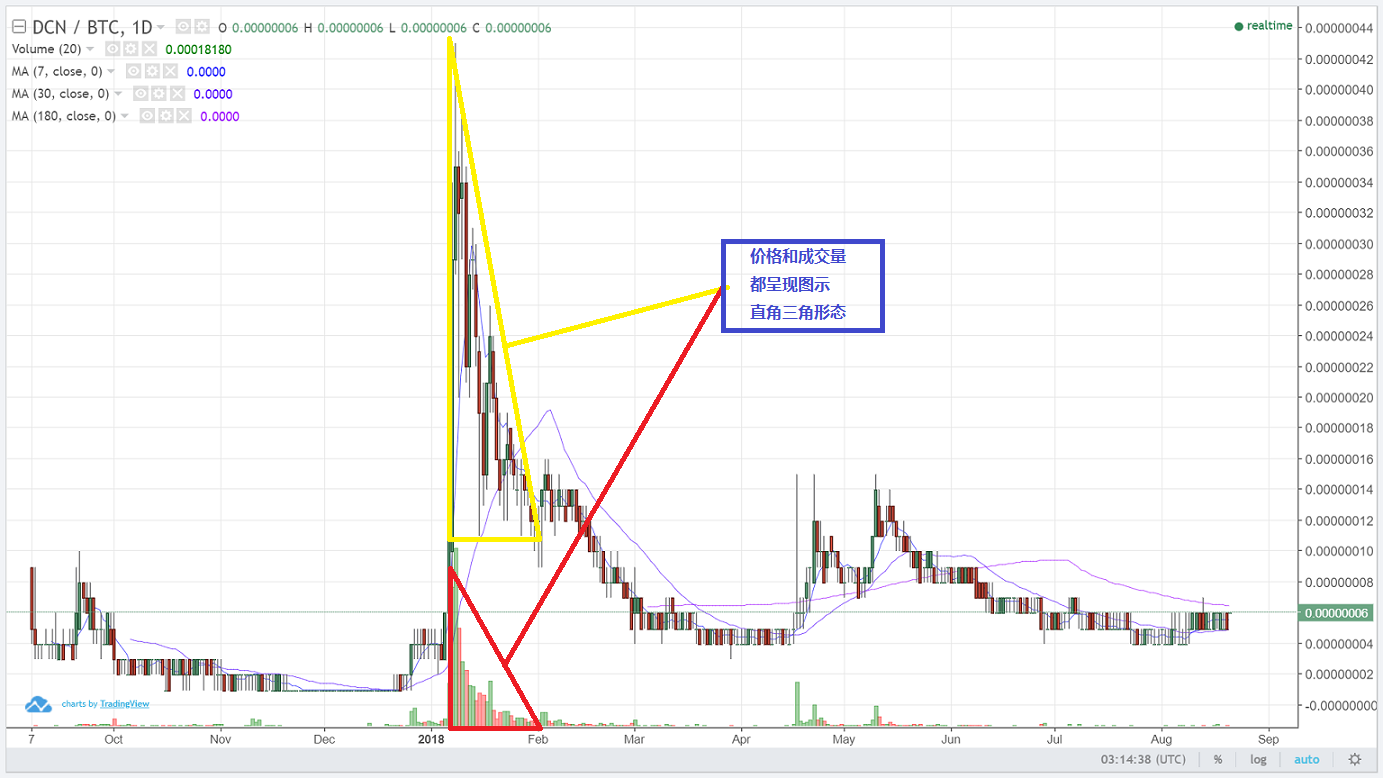 DCN / BTC, 1D O 0.00000006 H 0.00000006 L 0.00000006 C 0.00000006
realtime
Volume (20) 0.00018180
MA (7, close, 0) 0.0000
MA (30, close, 0) 0.0000
MA (180, close, 0) 0.0000
价格和成交量
都呈现图示
直角三角形态
0.00000044
0.00000042
0.00000040
0.00000038
0.00000036
0.00000034
0.00000032
0.00000030
0.00000028
0.00000026
0.00000024
0.00000022
0.00000020
0.00000018
0.00000016
0.00000014
0.00000012
0.00000010
0.00000008
0.00000006
0.00000004
0.00000002
-0.00000000
charts by TradingView
7 Oct Nov Dec 2018 Feb Mar Apr May Jun Jul Aug Sep
03:14:38 (UTC) % log auto